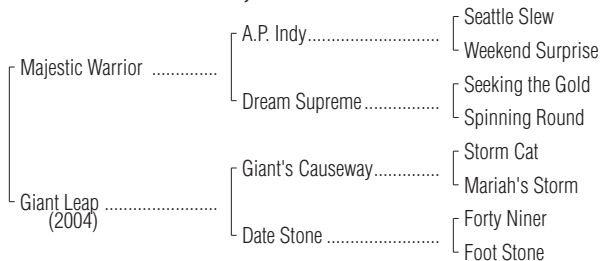 Seattle Slew
A.P. Indy..............................
Weekend Surprise
Majestic Warrior ..............
Seeking the Gold
Dream Supreme.................
Spinning Round
Storm Cat
Giant's Causeway...............
Mariah's Storm
Giant Leap ........................
(2004)
Forty Niner
Date Stone .........................
Foot Stone